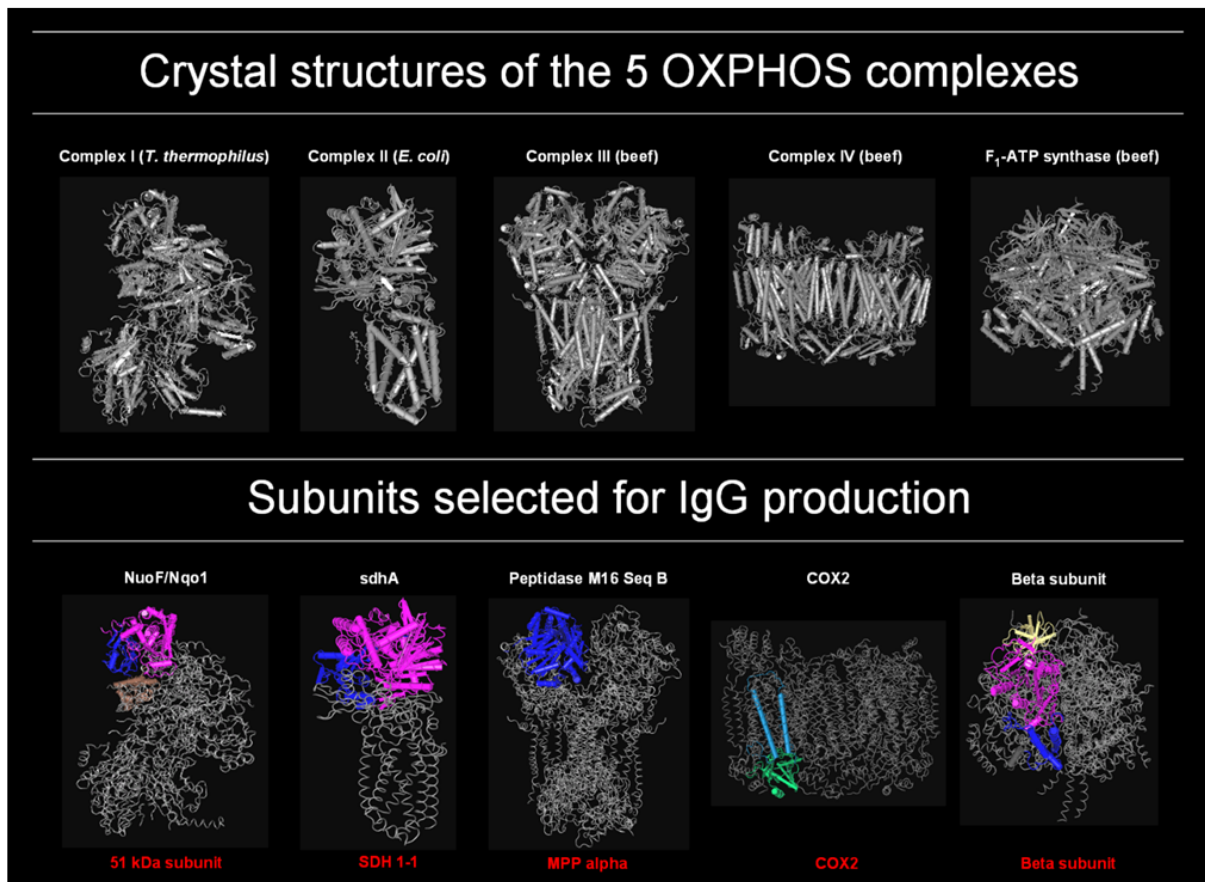 Crystal structures of the 5 OXPHOS complexes
Complex I (T. thermophilus) Complex II (E. coli) Complex III (beef) Complex IV (beef) F₁-ATP synthase (beef)
Subunits selected for IgG production
NuoF/Nqo1 sdhA Peptidase M16 Seq B COX2 Beta subunit
51 kDa subunit SDH 1-1 MPP alpha COX2 Beta subunit